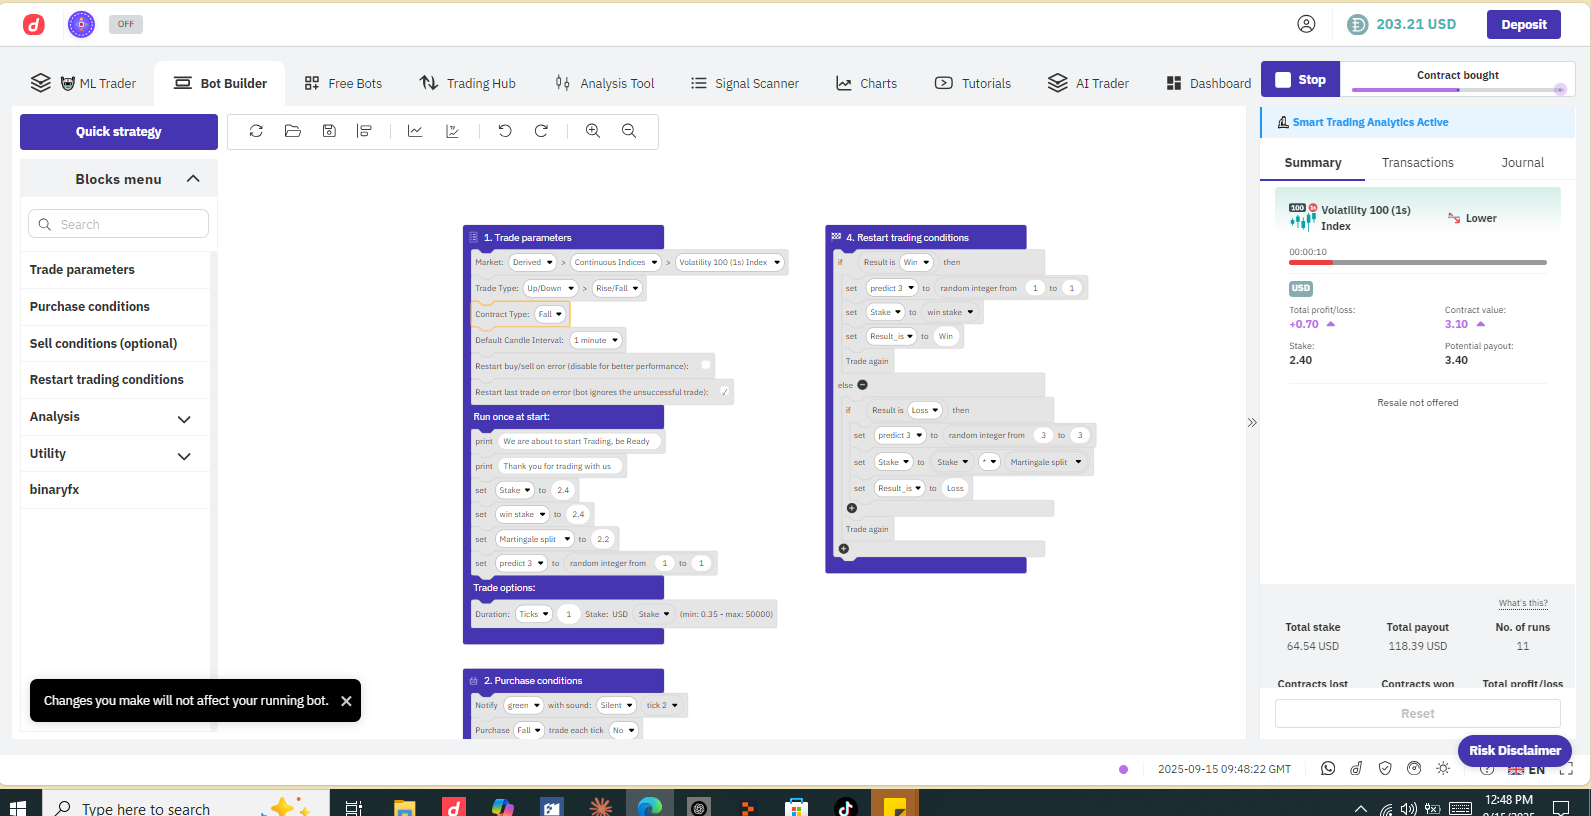 OFF
203.21 USD
Deposit
ML Trader
Bot Builder
Free Bots
Trading Hub
Analysis Tool
Signal Scanner
Charts
Tutorials
AI Trader
Dashboard
Stop
Contract bought
Quick strategy
Blocks menu
Search
Trade parameters
Purchase conditions
Sell conditions (optional)
Restart trading conditions
Analysis
Utility
binaryfx
1. Trade parameters
Market: Derived > Continuous Indices > Volatility 100 (1s) Index
Trade Type: Up/Down > Rise/Fall
Contract Type: Fall
Default Candle Interval: 1 minute
Restart buy/sell on error (disable for better performance):
Restart last trade on error (bot ignores the unsuccessful trade): ✓
Run once at start:
print We are about to start Trading, be Ready
print Thank you for trading with us
set Stake to 2.4
set win stake to 2.4
set Martingale split to 2.2
set predict 3 to random integer from 1 to 1
Trade options:
Duration: Ticks 1 Stake: USD Stake (min: 0.35 - max: 50000)
2. Purchase conditions
Notify green with sound: Silent tick 2
Purchase Fall trade each tick No
4. Restart trading conditions
if Result is Win then
set predict 3 to random integer from 1 to 1
set Stake to win stake
set Result_is to Win
Trade again
else
if Result is Loss then
set predict 3 to random integer from 3 to 3
set Stake to Stake * Martingale split
set Result_is to Loss
Trade again
Smart Trading Analytics Active
Summary
Transactions
Journal
100 1s
Volatility 100 (1s)
Index
Lower
00:00:10
USD
Total profit/loss:
+0.70
Contract value:
3.10
Stake:
2.40
Potential payout:
3.40
Resale not offered
What's this?
Total stake
64.54 USD
Total payout
118.39 USD
No. of runs
11
Contracts lost
Contracts won
Total profit/loss
Reset
Risk Disclaimer
Changes you make will not affect your running bot.
2025-09-15 09:48:22 GMT
EN
Type here to search
12:48 PM